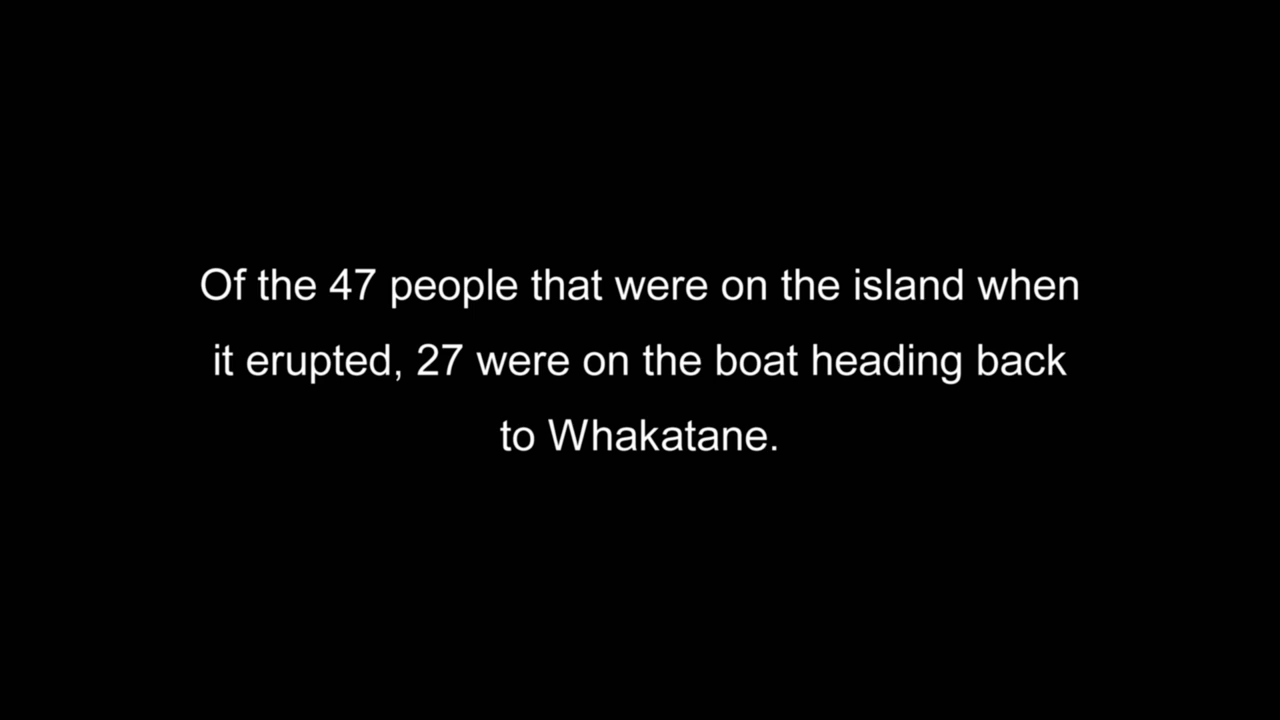 Of the 47 people that were on the island when
it erupted, 27 were on the boat heading back
to Whakatane.